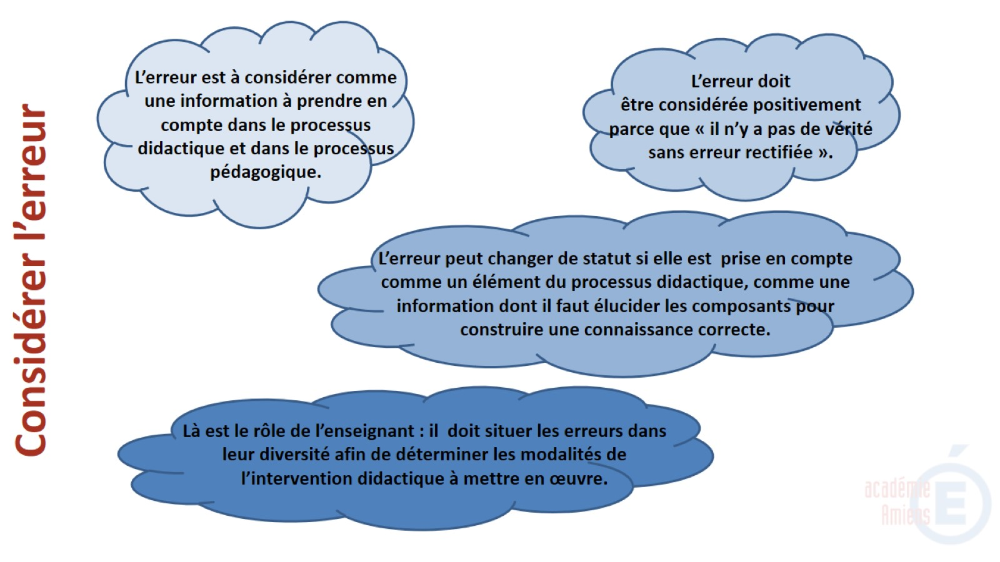 Considérer l’erreur
L’erreur est à considérer comme
une information à prendre en
compte dans le processus
didactique et dans le processus
pédagogique.
L’erreur doit
être considérée positivement
parce que « il n’y a pas de vérité
sans erreur rectifiée ».
L’erreur peut changer de statut si elle est  prise en compte
comme un élément du processus didactique, comme une
information dont il faut élucider les composants pour
construire une connaissance correcte.
Là est le rôle de l’enseignant : il  doit situer les erreurs dans
leur diversité afin de déterminer les modalités de
l’intervention didactique à mettre en œuvre.
académie
Amiens
É